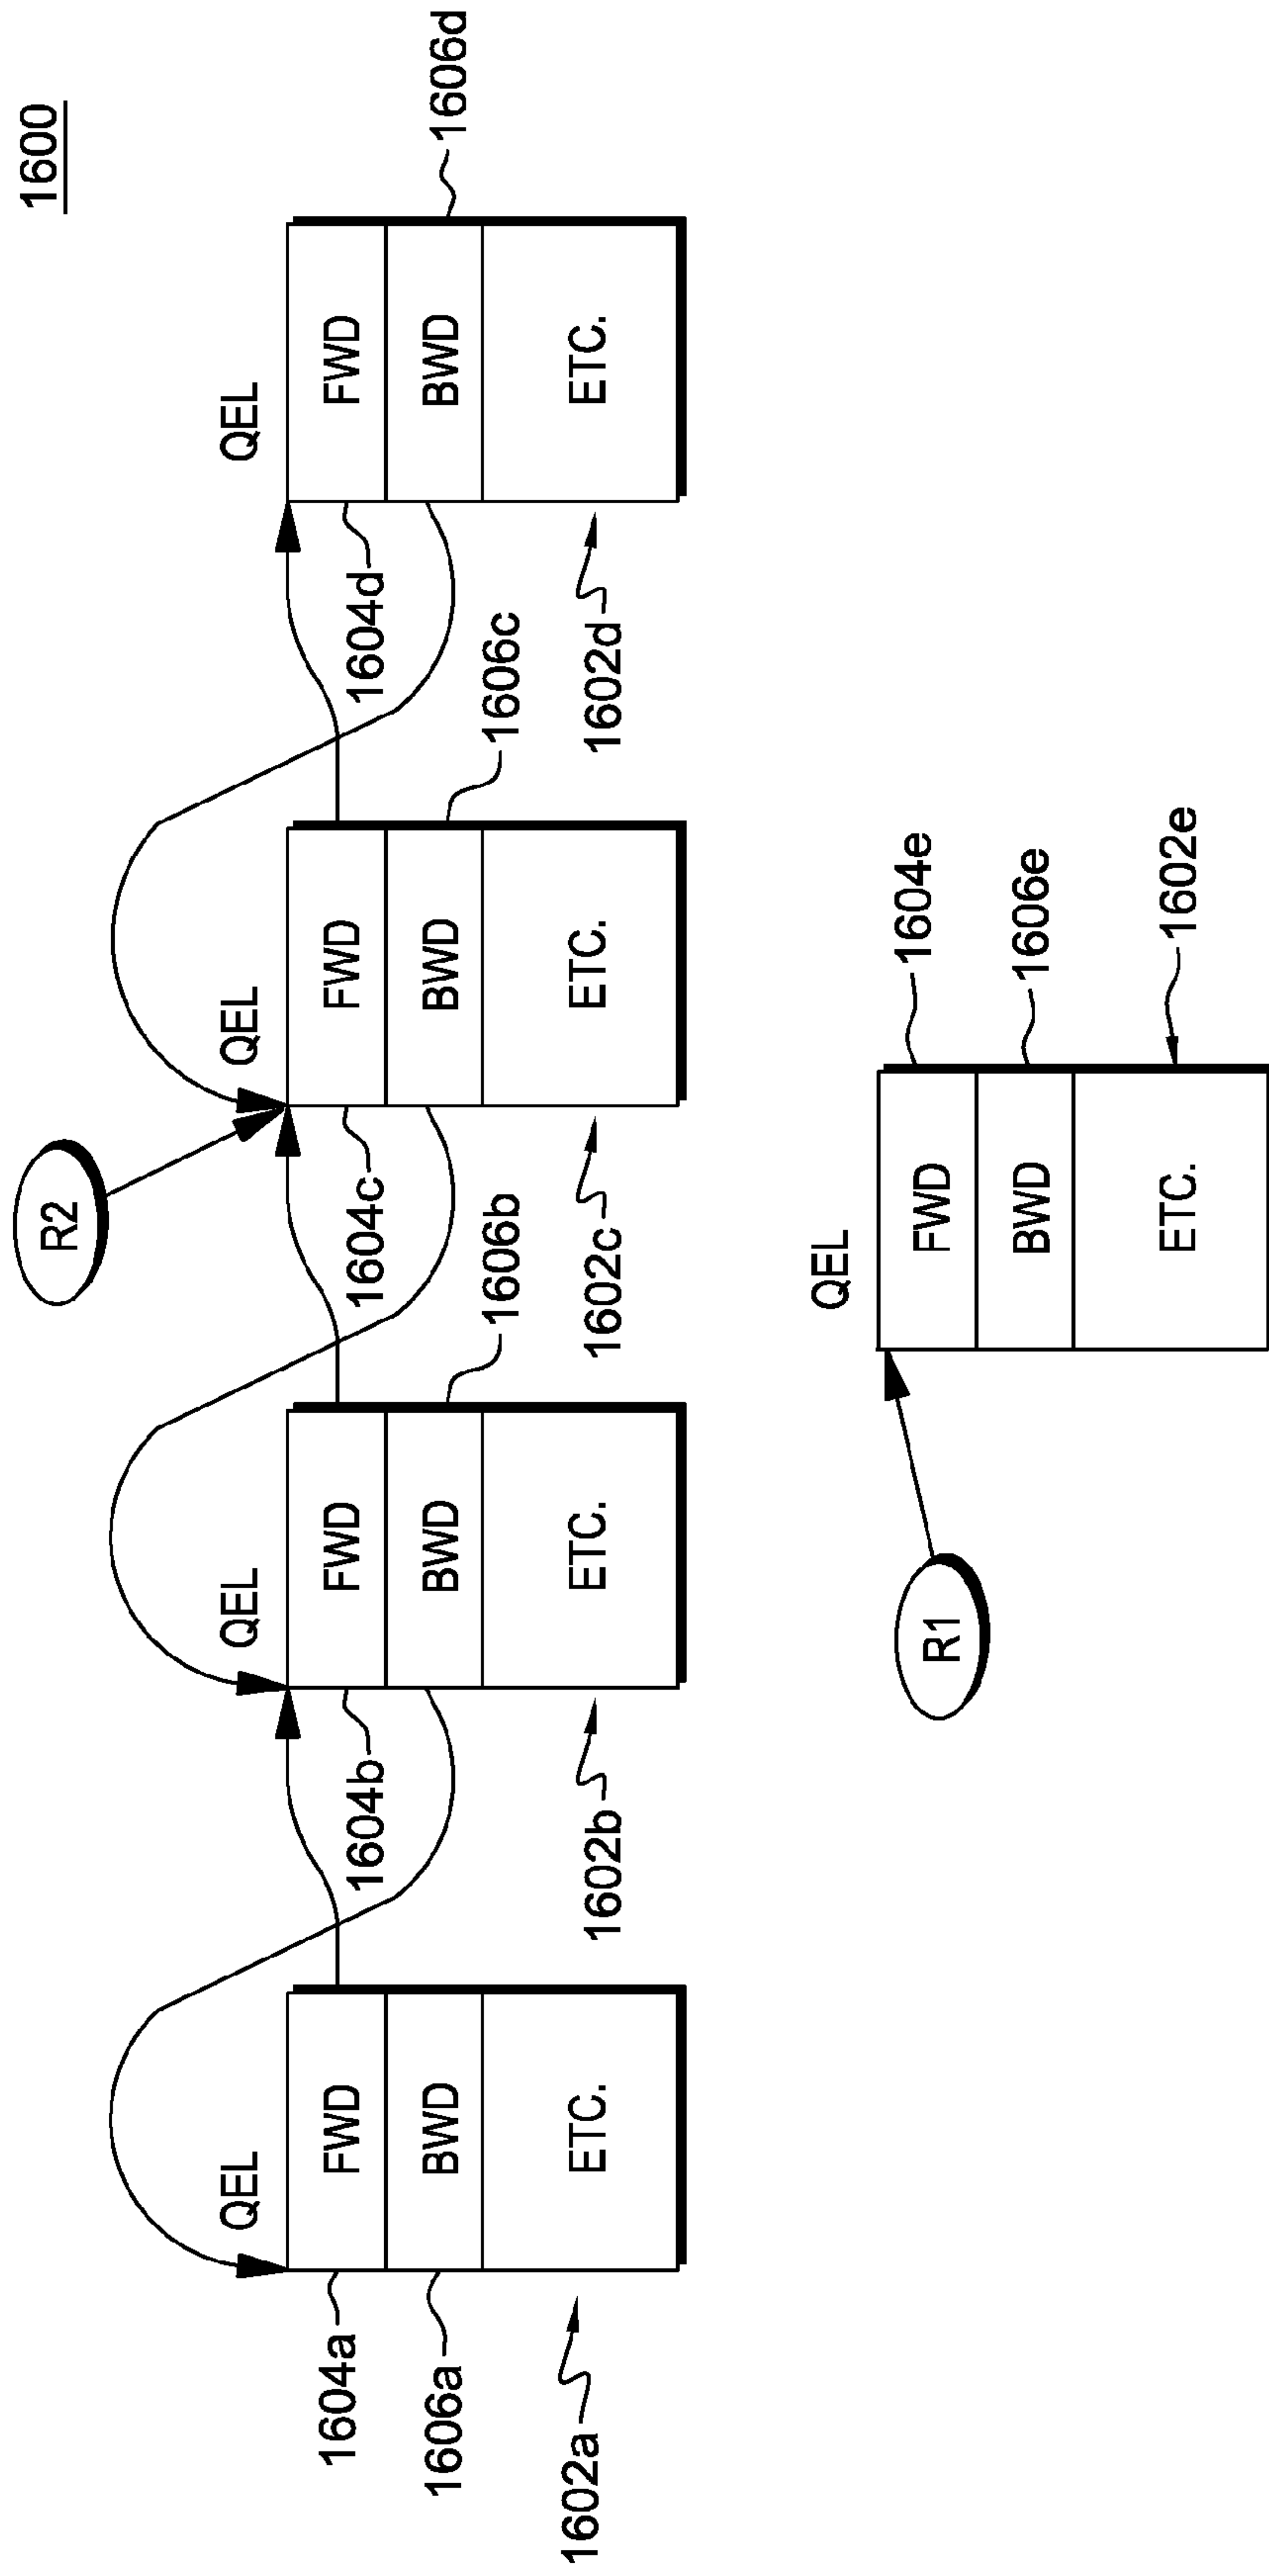 1600
R2
QEL
QEL
QEL
QEL
FWD
FWD
FWD
FWD
1604a
1604b
1604c
1604d
BWD
BWD
BWD
BWD
1606a
1606b
1606c
1606d
ETC.
ETC.
ETC.
ETC.
1602a
1602b
1602c
1602d
QEL
R1
FWD
1604e
BWD
1606e
ETC.
1602e